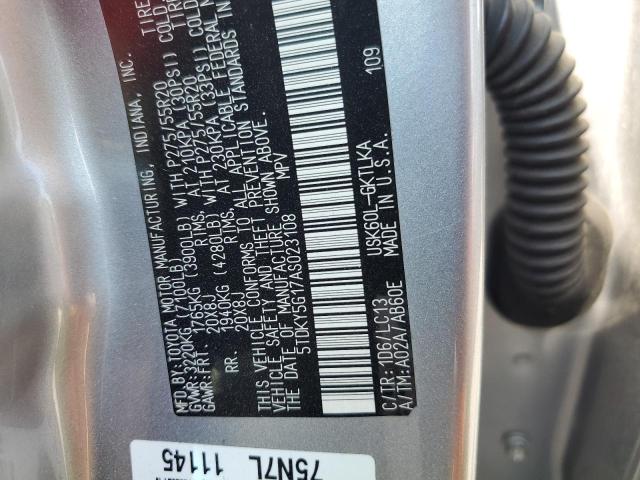 MFD.BY:TOYOTA MOTOR MANUFACTURING, INDIANA, INC.
GVWR:3220KG (7100LB)
GAWR:FRT. 1765KG (3900LB) WITH P275/55R20 TIRE
20X8J RIMS, AT 210KPA (30PSI) COLD.
RR. 1940KG (4280LB) WITH P275/55R20 TIR
20X8J RIMS, AT 230KPA (33PSI) COLD
THIS VEHICLE CONFORMS TO ALL APPLICABLE FEDERAL
VEHICLE SAFETY AND THEFT PREVENTION STANDARDS
THE DATE OF MANUFACTURE SHOWN ABOVE.
5TDKY5G17AS023108 MPV
USK60L-GKTLKA 109
C/TR:1D6/LC13 MADE IN U.S.A.
A/TM:A02A/AB60E
75N7L
11145